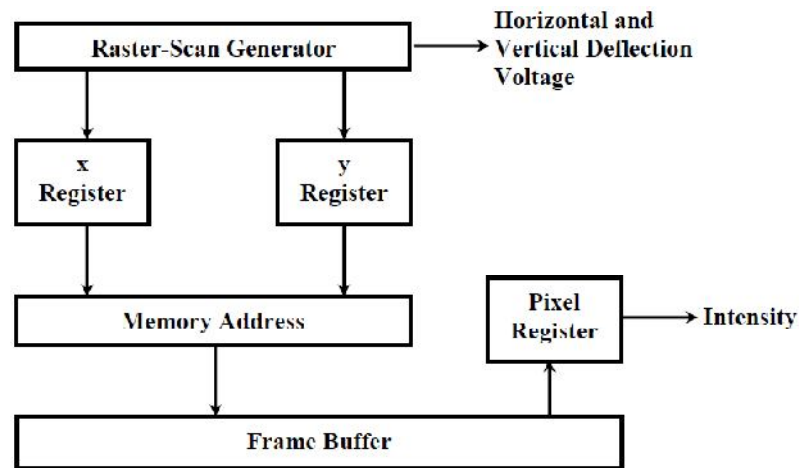 Raster-Scan Generator
Horizontal and
Vertical Deflection
Voltage
x
Register
y
Register
Memory Address
Pixel
Register
Intensity
Frame Buffer